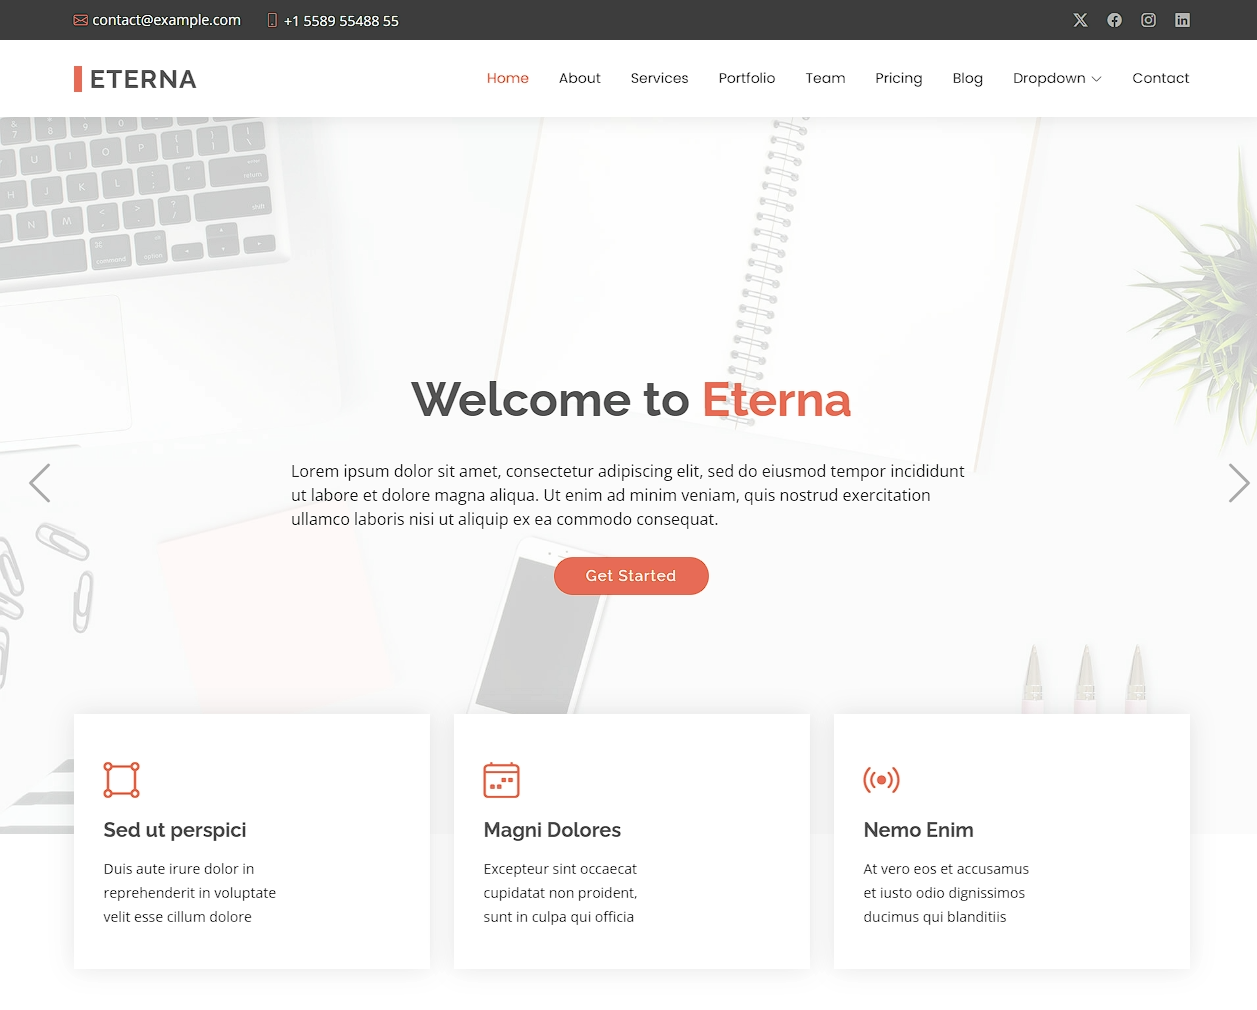 contact@example.com +1 5589 55488 55
ETERNA
Home About Services Portfolio Team Pricing Blog Dropdown Contact
Welcome to Eterna
Lorem ipsum dolor sit amet, consectetur adipiscing elit, sed do eiusmod tempor incididunt
ut labore et dolore magna aliqua. Ut enim ad minim veniam, quis nostrud exercitation
ullamco laboris nisi ut aliquip ex ea commodo consequat.
Get Started
Sed ut perspici
Duis aute irure dolor in
reprehenderit in voluptate
velit esse cillum dolore
Magni Dolores
Excepteur sint occaecat
cupidatat non proident,
sunt in culpa qui officia
Nemo Enim
At vero eos et accusamus
et iusto odio dignissimos
ducimus qui blanditiis